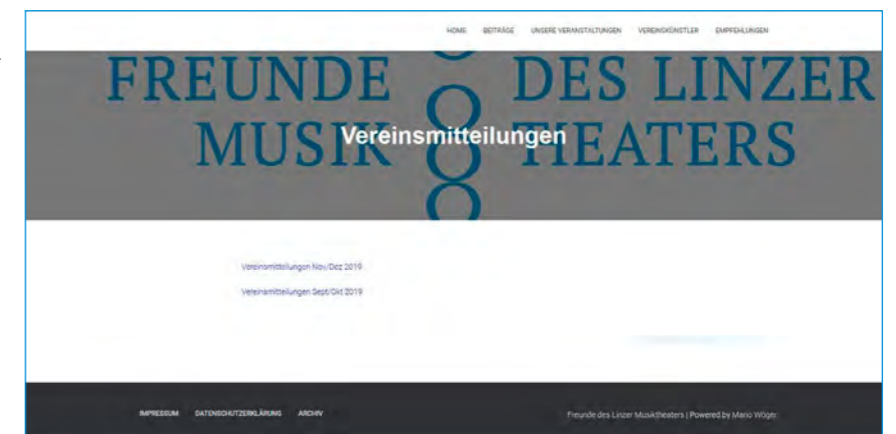 HOME BEITRÄGE UNSERE VERANSTALTUNGEN VEREINSKÜNSTLER EMPFEHLUNGEN
FREUNDE DES LINZER
MUSIK THEATERS
Vereinsmitteilungen
Vereinsmitteilungen Nov/Dez 2019
Vereinsmitteilungen Sept/Okt 2019
IMPRESSUM DATENSCHUTZERKLÄRUNG ARCHIV
Freunde des Linzer Musiktheaters | Powered by Mario Wöger